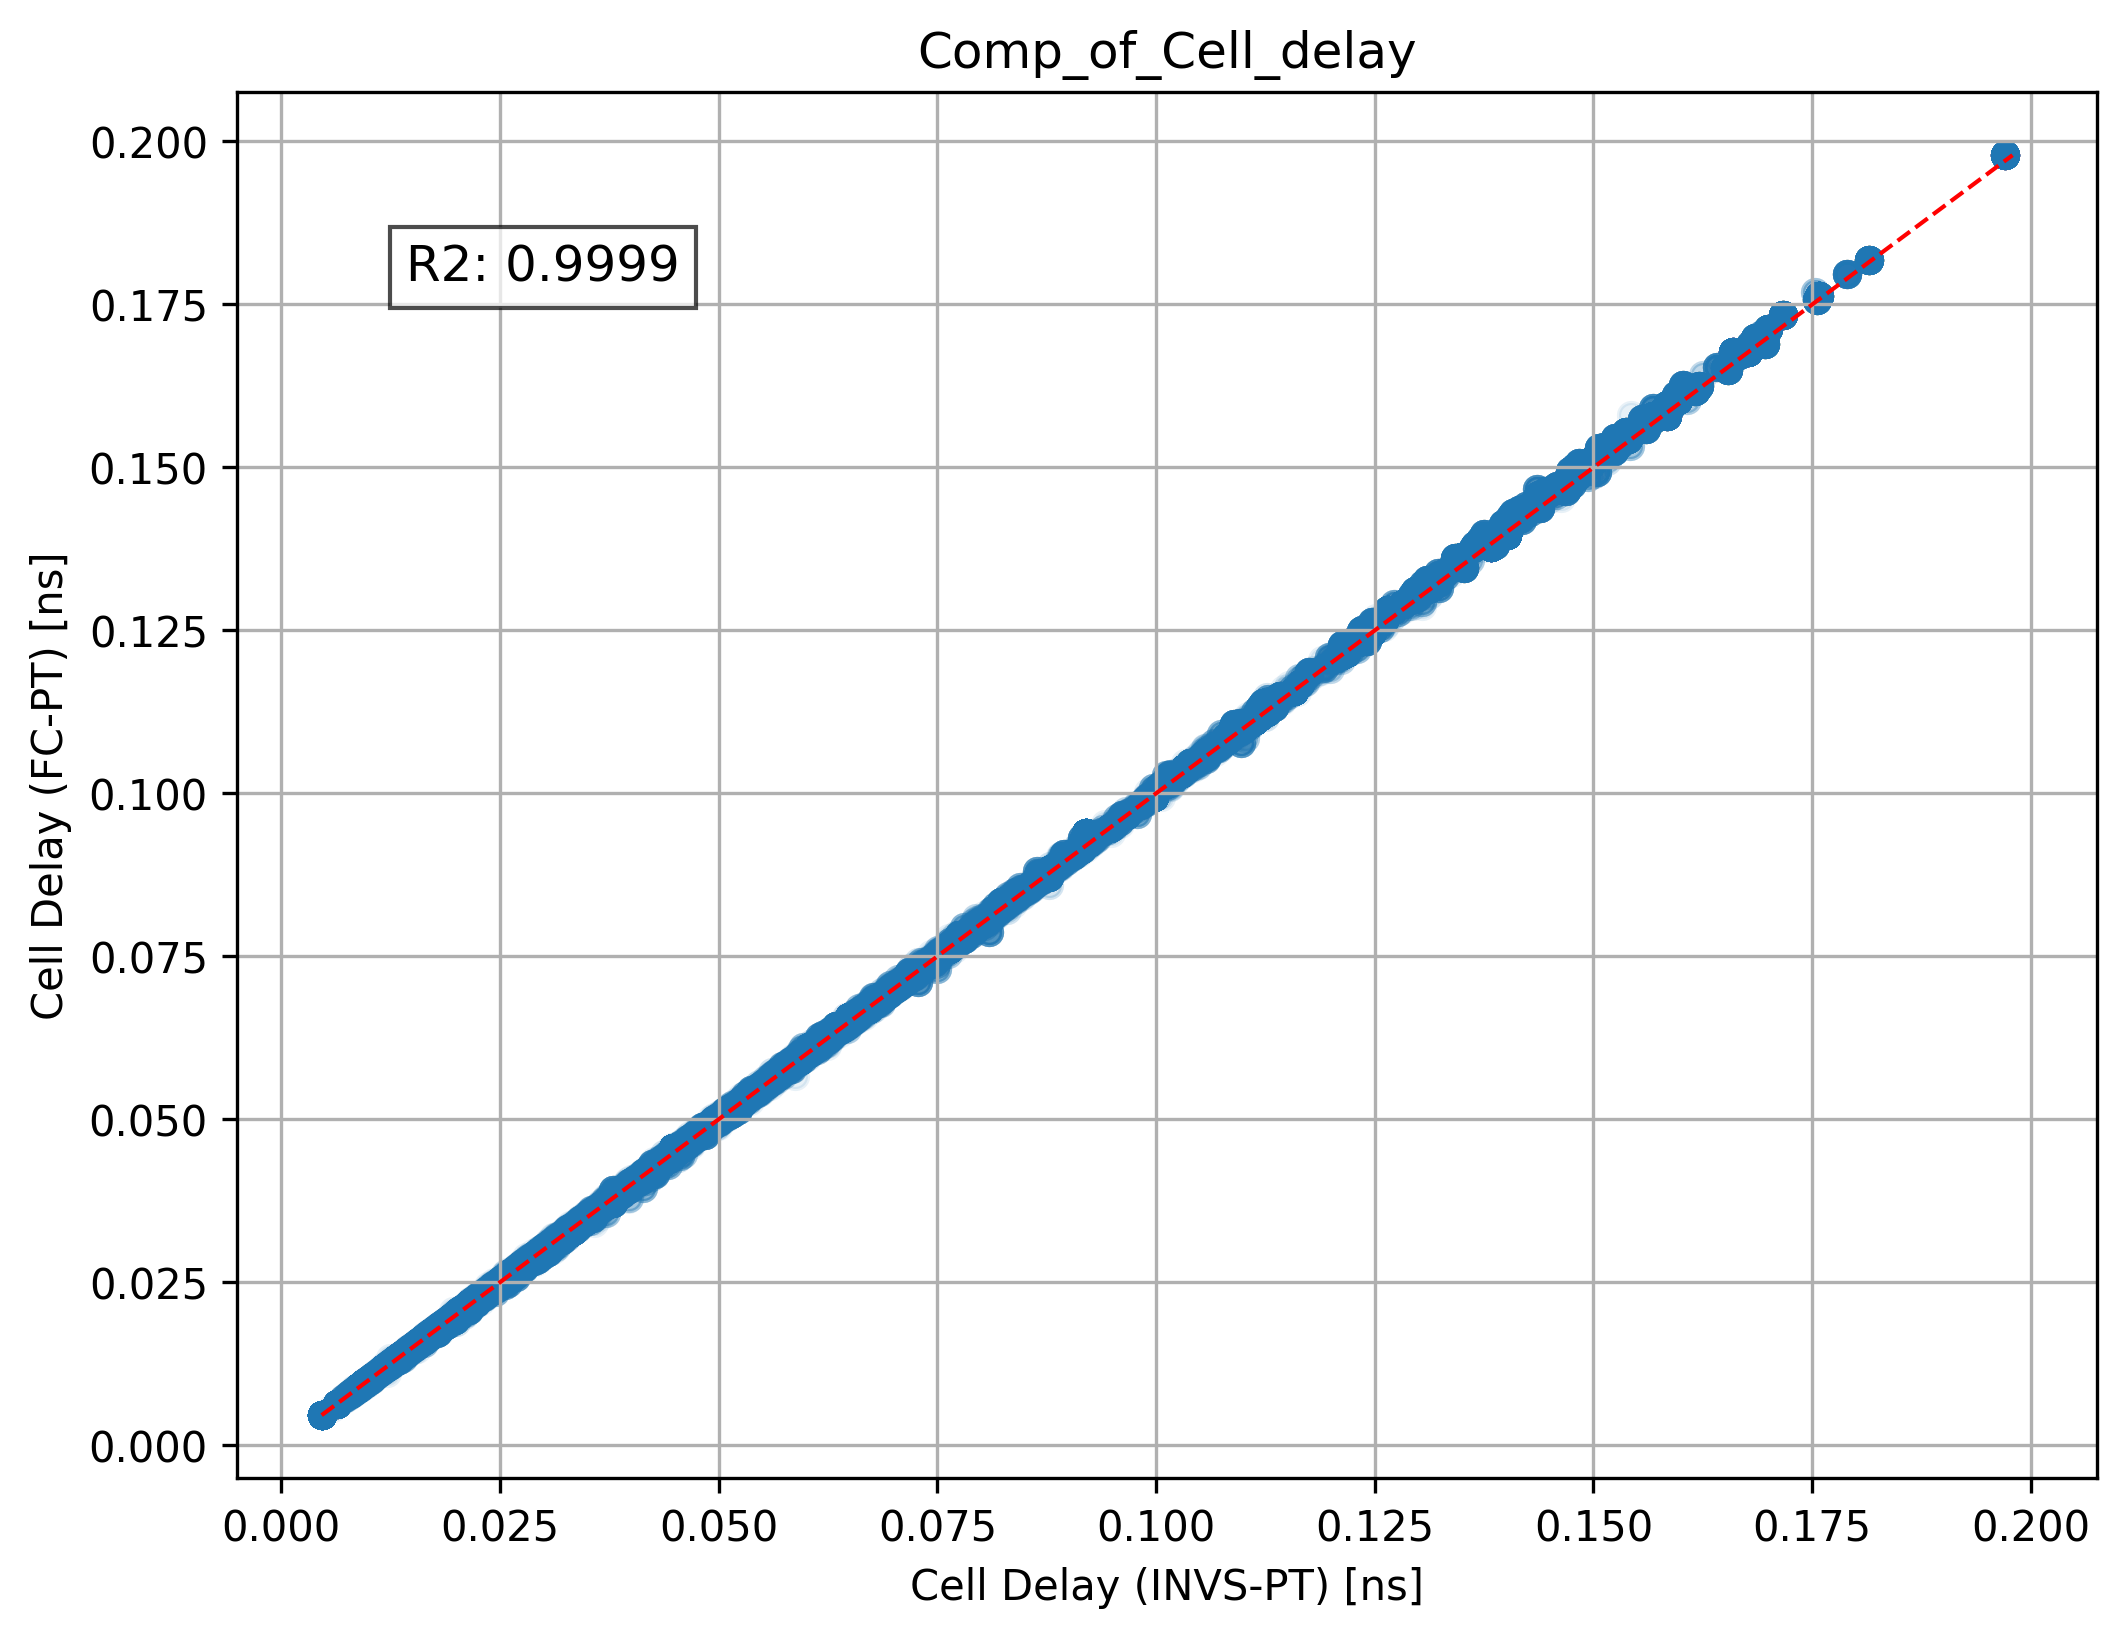 Comp_of_Cell_delay
R2: 0.9999
Cell Delay (FC-PT) [ns]
0.200
0.175
0.150
0.125
0.100
0.075
0.050
0.025
0.000
0.000 0.025 0.050 0.075 0.100 0.125 0.150 0.175 0.200
Cell Delay (INVS-PT) [ns]